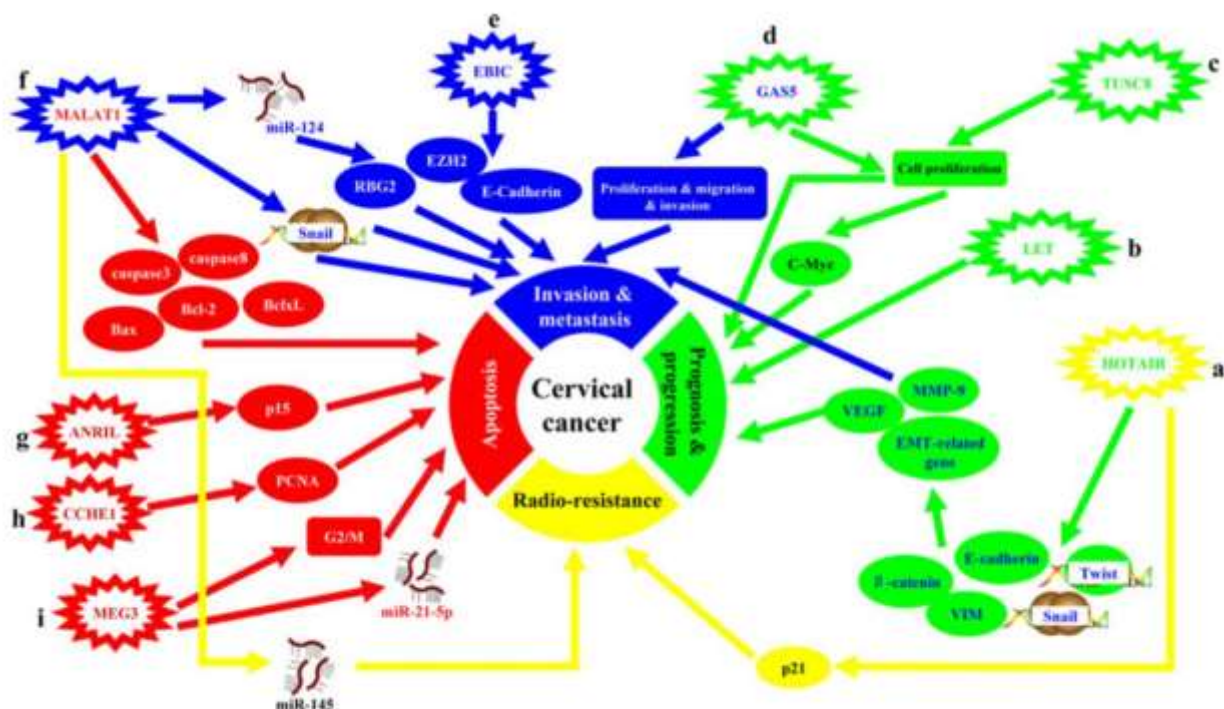 e
d
c
f
EBIC
GAS5
TUSC8
MALAT1
miR-124
EZH2
Cell proliferation
RBG2
E-Cadherin
Proliferation & migration
& invasion
Snail
b
LET
caspase8
caspase3
C-Myc
Bcl-2
BclxL
Bax
Invasion &
metastasis
HOTAIR
a
Apoptosis
Cervical
cancer
Prognosis &
progression
MMP-9
VEGF
p15
ANRIL
g
EMT-related
gene
PCNA
CCHE1
h
Radio-resistance
G2/M
E-cadherin
Twist
β-catenin
miR-21-5p
MEG3
i
VIM
Snail
p21
miR-145